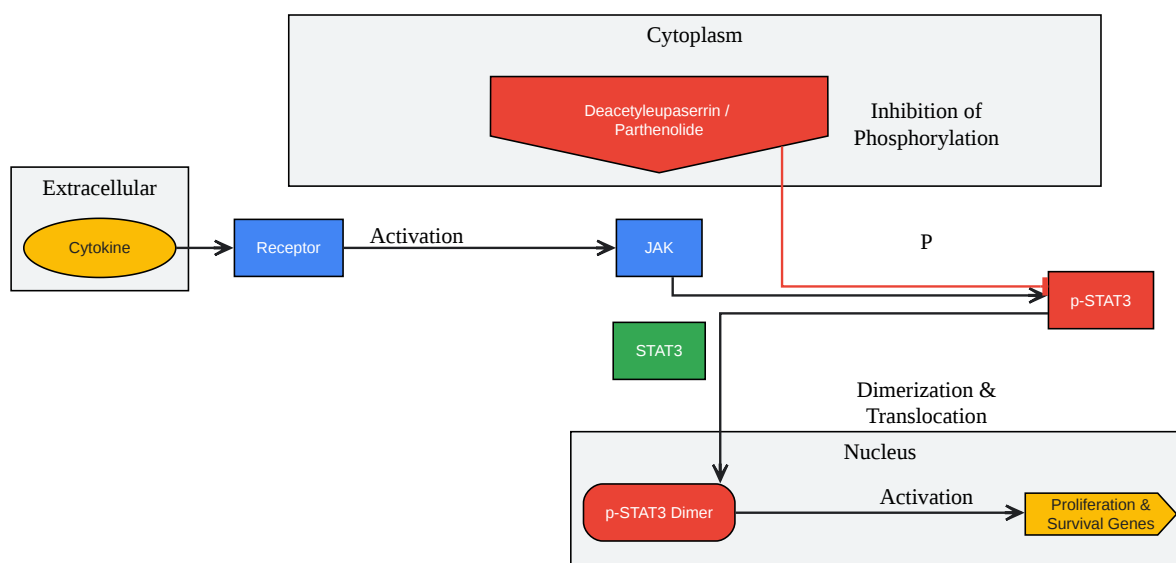 Cytoplasm
Deacetyleupaserrin /
Parthenolide
Inhibition of
Phosphorylation
Extracellular
Cytokine
Receptor
Activation
JAK
P
p-STAT3
STAT3
Dimerization &
Translocation
Nucleus
p-STAT3 Dimer
Activation
Proliferation &
Survival Genes